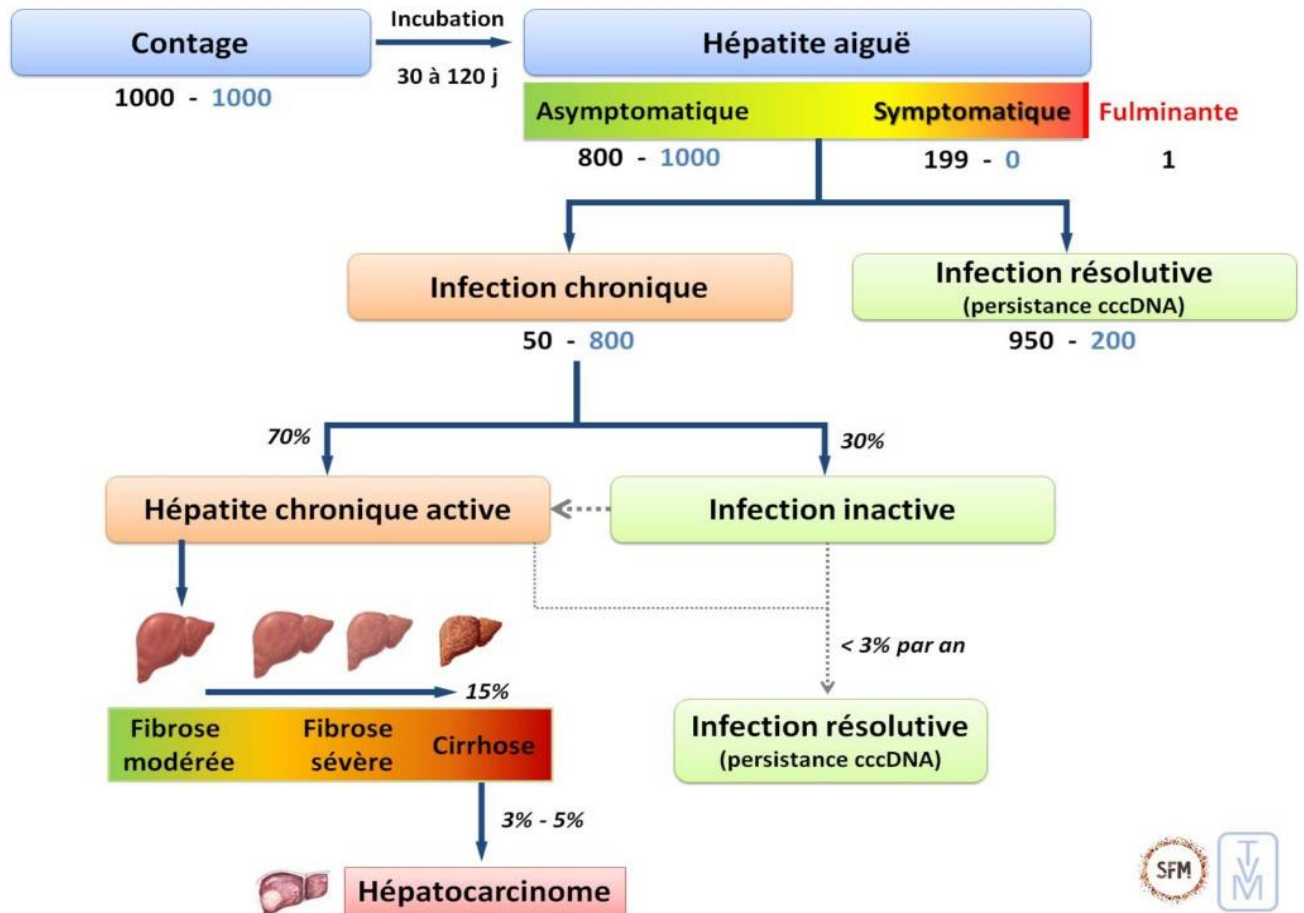 Contage
1000 - 1000
Incubation
30 à 120 j
Hépatite aiguë
Asymptomatique
Symptomatique
Fulminante
800 - 1000
199 - 0
1
Infection chronique
50 - 800
Infection résolutive
(persistance cccDNA)
950 - 200
70%
30%
Hépatite chronique active
Infection inactive
15%
< 3% par an
Fibrose
modérée
Fibrose
sévère
Cirrhose
Infection résolutive
(persistance cccDNA)
3% - 5%
Hépatocarcinome
SFM
TVM